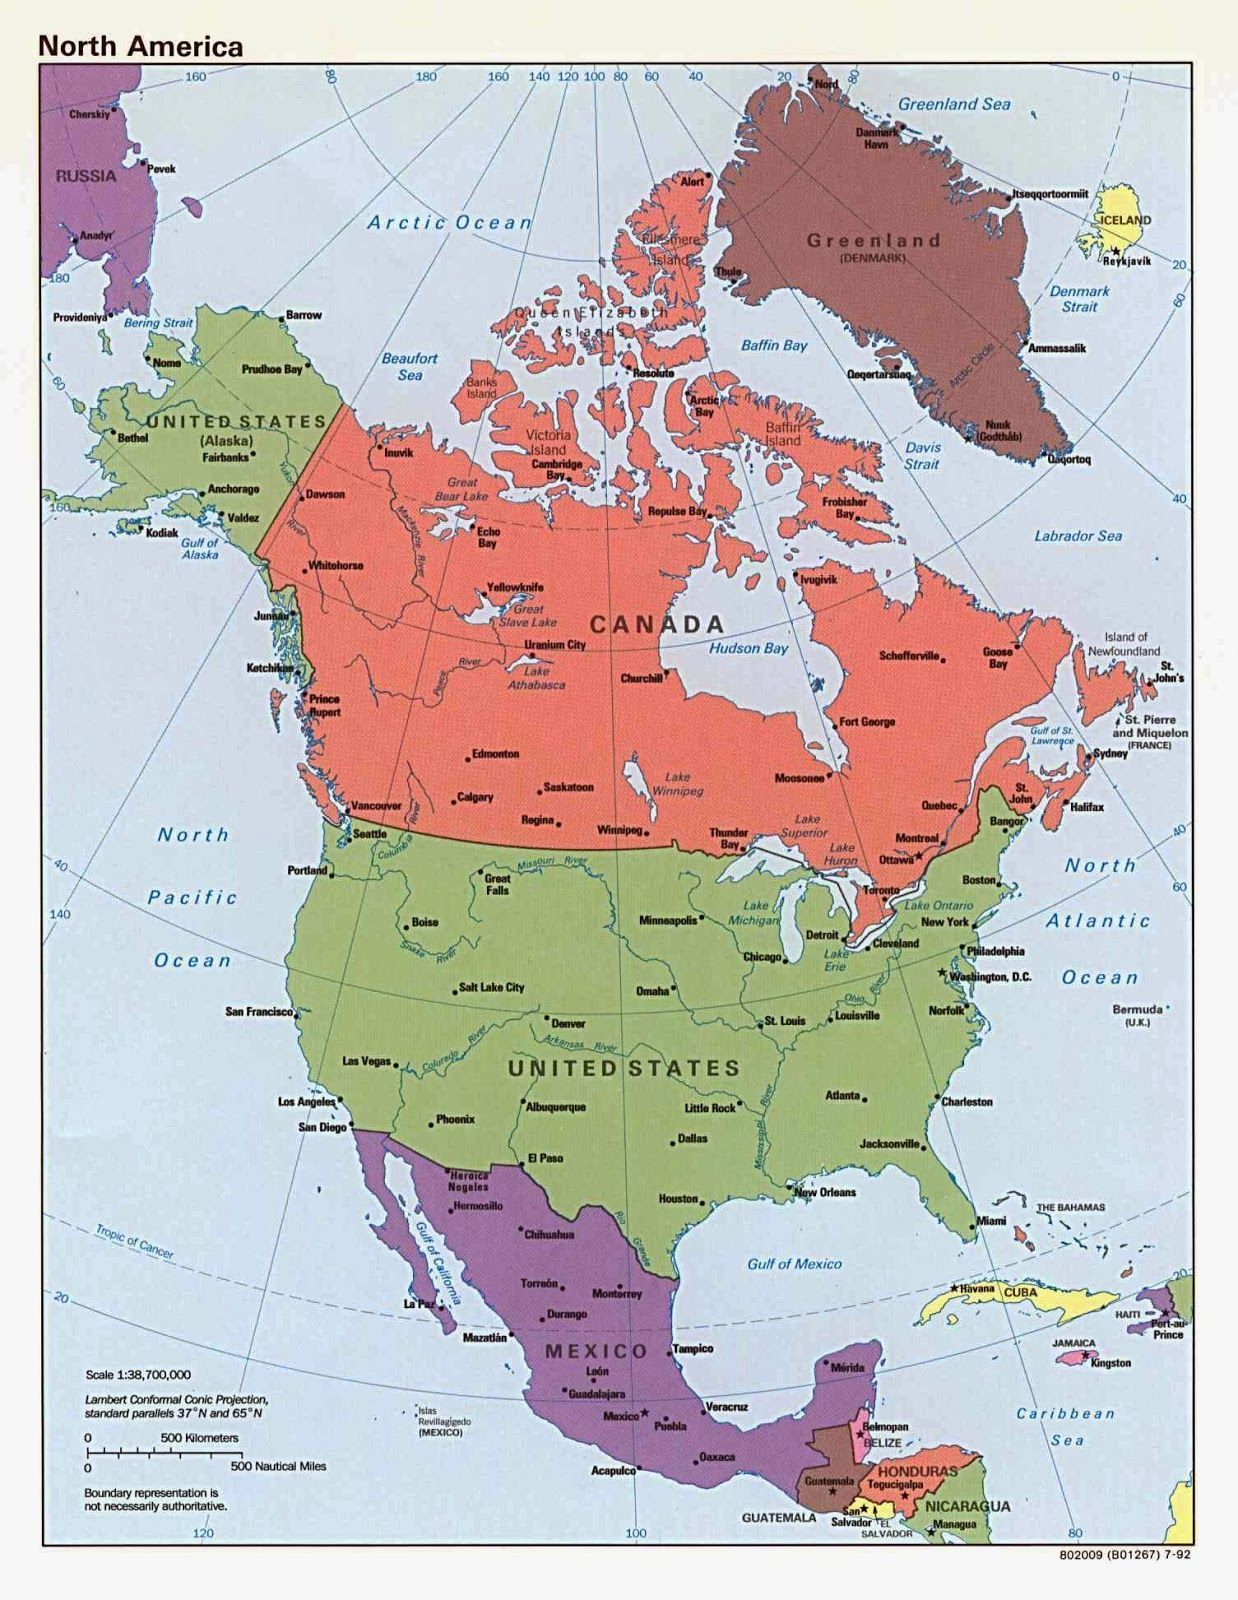 North America
160
80
180
160
140
120
100
80
60
40
20
80
0
Cherskiy
Pevek
RUSSIA
Anadyr'
180
Provideniya
Bering Strait
Nome
Barrow
Prudhoe Bay
Beaufort
Sea
Arctic Ocean
Greenland Sea
Nord
Danmark
Havn
Alert
Ellesmere
Island
Greenland
(DENMARK)
Itseqqortoormiit
ICELAND
Reykjavík
Thule
20
60
Denmark
Strait
Queen Elizabeth
Islands
Resolute
Baffin Bay
Ammassalik
Qeqertarsuaq
Arctic Circle
Nuuk
(Godthåb)
Qaqortoq
Davis
Strait
40
60
UNITED STATES
(Alaska)
Bethel
Fairbanks
Anchorage
Valdez
Kodiak
Gulf of
Alaska
160
Yukon
River
Banks
Island
Victoria
Island
Cambridge
Bay
Arctic
Bay
Baffin
Island
Inuvik
Dawson
Great
Bear Lake
Echo
Bay
Repulse Bay
Frobisher
Bay
Mackenzie River
Labrador Sea
Whitehorse
Yellowknife
Great
Slave Lake
CANADA
Ivugivik
Hudson Bay
Juneau
Ketchikan
Prince
Rupert
Uranium City
Lake
Athabasca
Peace River
Churchill
Schefferville
Goose
Bay
Island of
Newfoundland
St.
John's
Fort George
St. Pierre
and Miquelon
(FRANCE)
Gulf of St.
Lawrence
Sydney
Edmonton
Calgary
Saskatoon
Regina
Lake
Winnipeg
Winnipeg
Moosonee
Quebec
St.
John
Halifax
Bangor
Vancouver
Seattle
Columbia
River
Thunder
Bay
Lake
Superior
Lake
Huron
Montreal
Ottawa
Toronto
North
Pacific
Ocean
40
140
Portland
Great
Falls
Missouri River
Boise
Snake River
Minneapolis
Lake
Michigan
Detroit
Cleveland
Lake
Erie
Lake Ontario
Boston
New York
Philadelphia
Washington, D.C.
40
60
North
Atlantic
Ocean
Chicago
Salt Lake City
Omaha
San Francisco
Denver
St. Louis
Louisville
Ohio River
Norfolk
Bermuda
(U.K.)
Las Vegas
Colorado River
Arkansas River
UNITED STATES
Los Angeles
San Diego
Phoenix
Albuquerque
Little Rock
Mississippi River
Atlanta
Charleston
Dallas
Jacksonville
El Paso
Heroica
Nogales
Houston
New Orleans
Hermosillo
Chihuahua
Rio
Grande
Miami
THE BAHAMAS
Tropic of Cancer
Gulf of California
Gulf of Mexico
Torreón
Monterrey
La Paz
Durango
Havana
CUBA
20
HAITI
Port-au-
Prince
20
Mazatlán
MEXICO
Tampico
JAMAICA
Kingston
Mérida
León
Guadalajara
Mexico
Puebla
Veracruz
Islas
Revillagigedo
(MEXICO)
Belmopan
BELIZE
Caribbean
Sea
Acapulco
Oaxaca
Guatemala
HONDURAS
Tegucigalpa
GUATEMALA
San
Salvador
EL
SALVADOR
NICARAGUA
Managua
Scale 1:38,700,000
Lambert Conformal Conic Projection,
standard parallels 37°N and 65°N
0
500 Kilometers
0
500 Nautical Miles
Boundary representation is
not necessarily authoritative.
120
100
80
802009 (B01267) 7-92